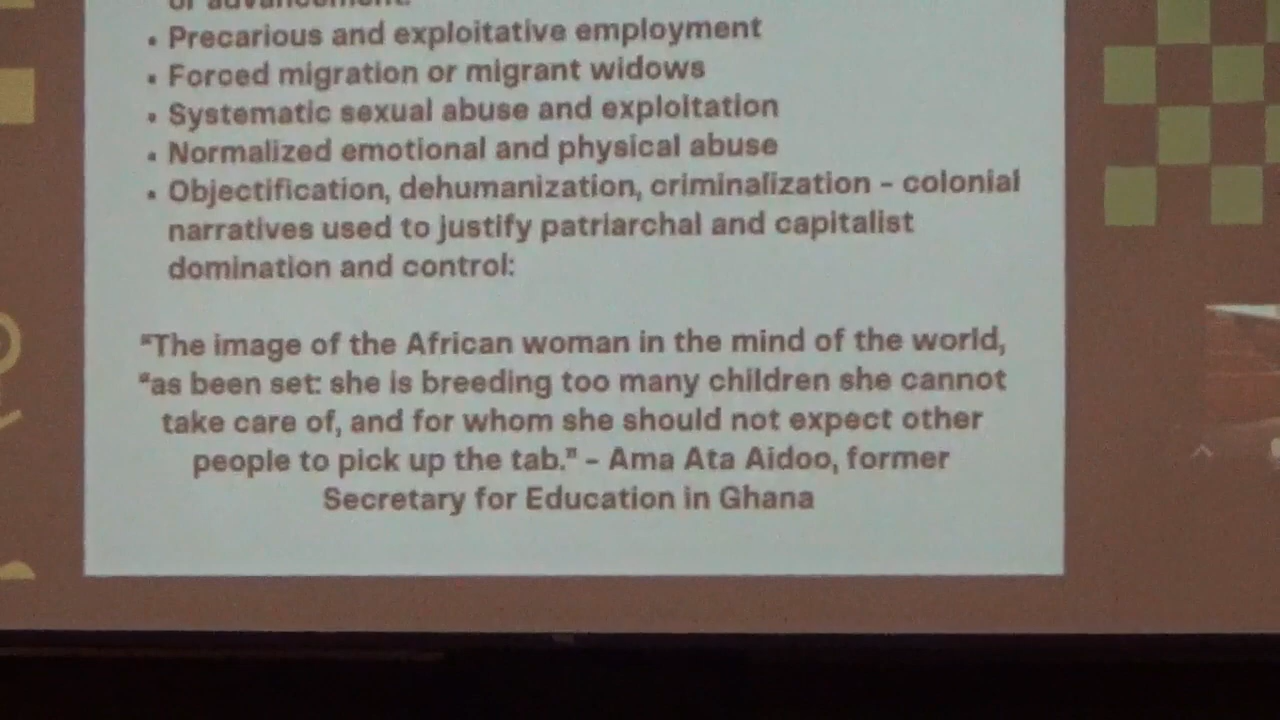 or advancement.
• Precarious and exploitative employment
• Forced migration or migrant widows
• Systematic sexual abuse and exploitation
• Normalized emotional and physical abuse
• Objectification, dehumanization, criminalization - colonial
narratives used to justify patriarchal and capitalist
domination and control:
"The image of the African woman in the mind of the world,
"as been set: she is breeding too many children she cannot
take care of, and for whom she should not expect other
people to pick up the tab." - Ama Ata Aidoo, former
Secretary for Education in Ghana